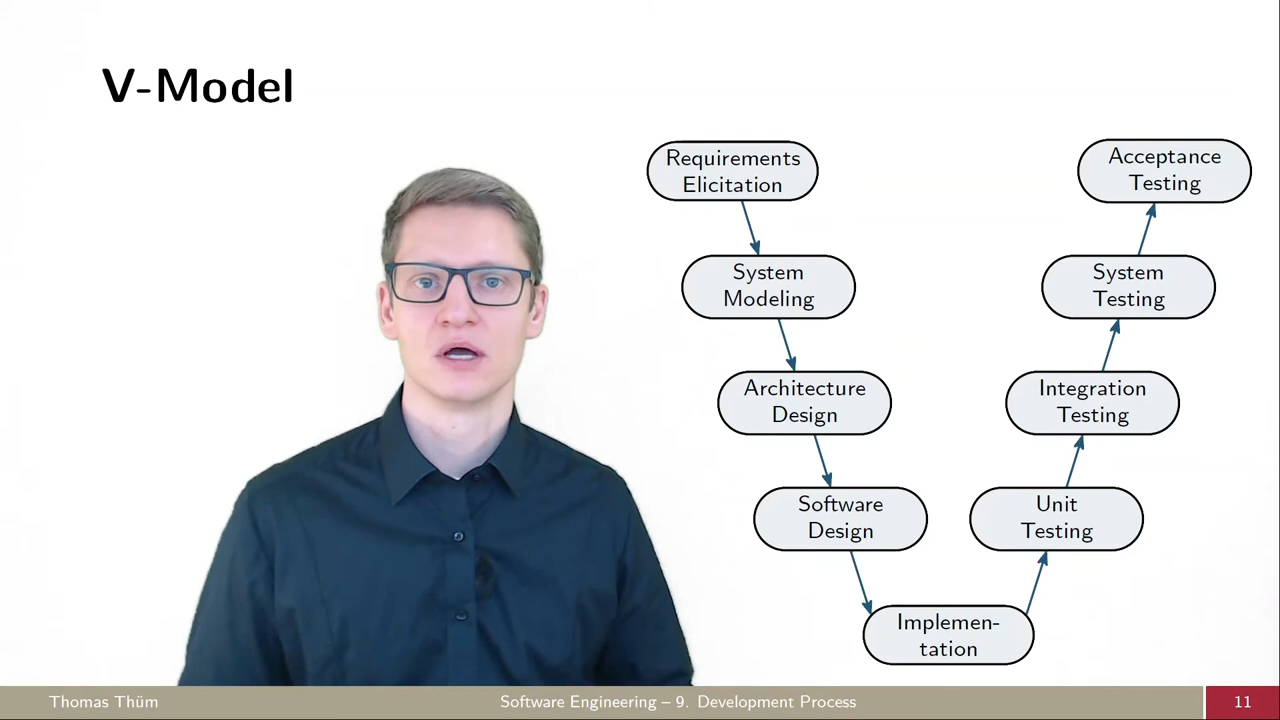 V-Model
Requirements
Elicitation
System
Modeling
Architecture
Design
Software
Design
Implemen-
tation
Unit
Testing
Integration
Testing
System
Testing
Acceptance
Testing
Thomas Thüm
Software Engineering – 9. Development Process
11